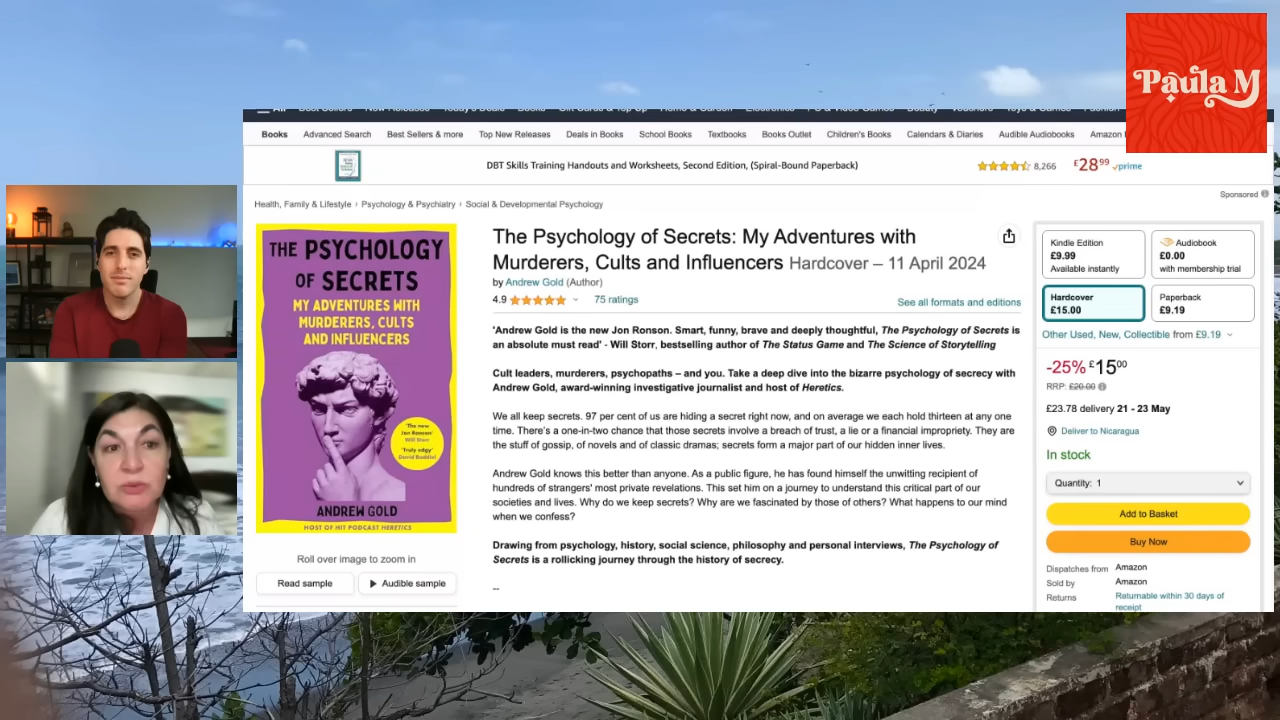 Paula M
All Best Sellers New Releases
Books Advanced Search Best Sellers & more Top New Releases Deals in Books School Books Textbooks Books Outlet Children's Books Calendars & Diaries Audible Audiobooks Amazon
DBT Skills Training Handouts and Worksheets, Second Edition, (Spiral-Bound Paperback)
8,266
£28⁹⁹ prime
Sponsored
Health, Family & Lifestyle › Psychology & Psychiatry › Social & Developmental Psychology
THE PSYCHOLOGY
OF SECRETS
MY ADVENTURES WITH
MURDERERS, CULTS
AND INFLUENCERS
'The new
Jon Ronson'
Will Storr
'Truly edgy'
David Baddiel
ANDREW GOLD
HOST OF HIT PODCAST HERETICS
Roll over image to zoom in
Read sample
Audible sample
The Psychology of Secrets: My Adventures with
Murderers, Cults and Influencers Hardcover – 11 April 2024
by Andrew Gold (Author)
4.9 75 ratings
See all formats and editions
'Andrew Gold is the new Jon Ronson. Smart, funny, brave and deeply thoughtful, The Psychology of Secrets is
an absolute must read' - Will Storr, bestselling author of The Status Game and The Science of Storytelling
Cult leaders, murderers, psychopaths – and you. Take a deep dive into the bizarre psychology of secrecy with
Andrew Gold, award-winning investigative journalist and host of Heretics.
We all keep secrets. 97 per cent of us are hiding a secret right now, and on average we each hold thirteen at any one
time. There's a one-in-two chance that those secrets involve a breach of trust, a lie or a financial impropriety. They are
the stuff of gossip, of novels and of classic dramas; secrets form a major part of our hidden inner lives.
Andrew Gold knows this better than anyone. As a public figure, he has found himself the unwitting recipient of
hundreds of strangers' most private revelations. This set him on a journey to understand this critical part of our
societies and lives. Why do we keep secrets? Why are we fascinated by those of others? What happens to our mind
when we confess?
Drawing from psychology, history, social science, philosophy and personal interviews, The Psychology of
Secrets is a rollicking journey through the history of secrecy.
--
Kindle Edition
£9.99
Available instantly
Audiobook
£0.00
with membership trial
Hardcover
£15.00
Paperback
£9.19
Other Used, New, Collectible from £9.19
-25% £15⁰⁰
RRP: £20.00
£23.78 delivery 21 - 23 May
Deliver to Nicaragua
In stock
Quantity: 1
Add to Basket
Buy Now
Dispatches from Amazon
Sold by Amazon
Returns Returnable within 30 days of
receipt